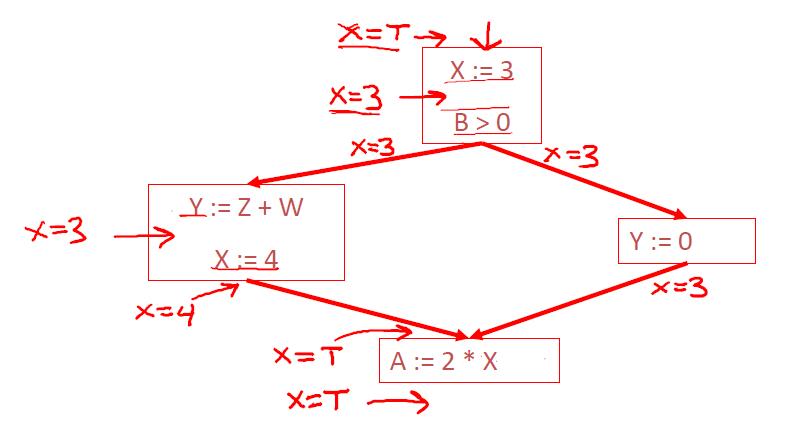 X=T
X := 3
X=3
B > 0
X=3
X=3
Y := Z + W
X=3
X := 4
Y := 0
X=3
X=4
X=T
A := 2 * X
X=T